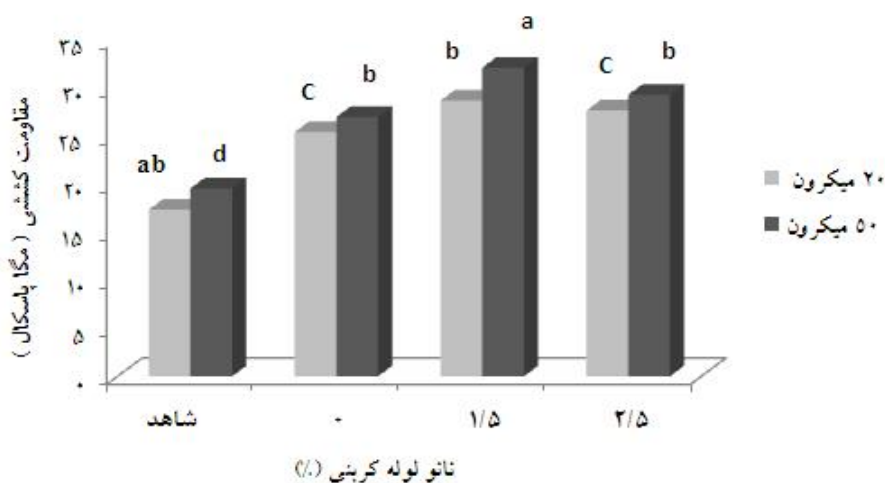 مقاومت کششی ( مگا پاسکال )
۳۵
۳۰
۲۵
۲۰
۱۵
۱۰
۵
۰
ab
d
C
b
b
a
C
b
شاهد
۰
۱/۵
۲/۵
نانو لوله کربنی (٪)
۲۰ میکرون
۵۰ میکرون